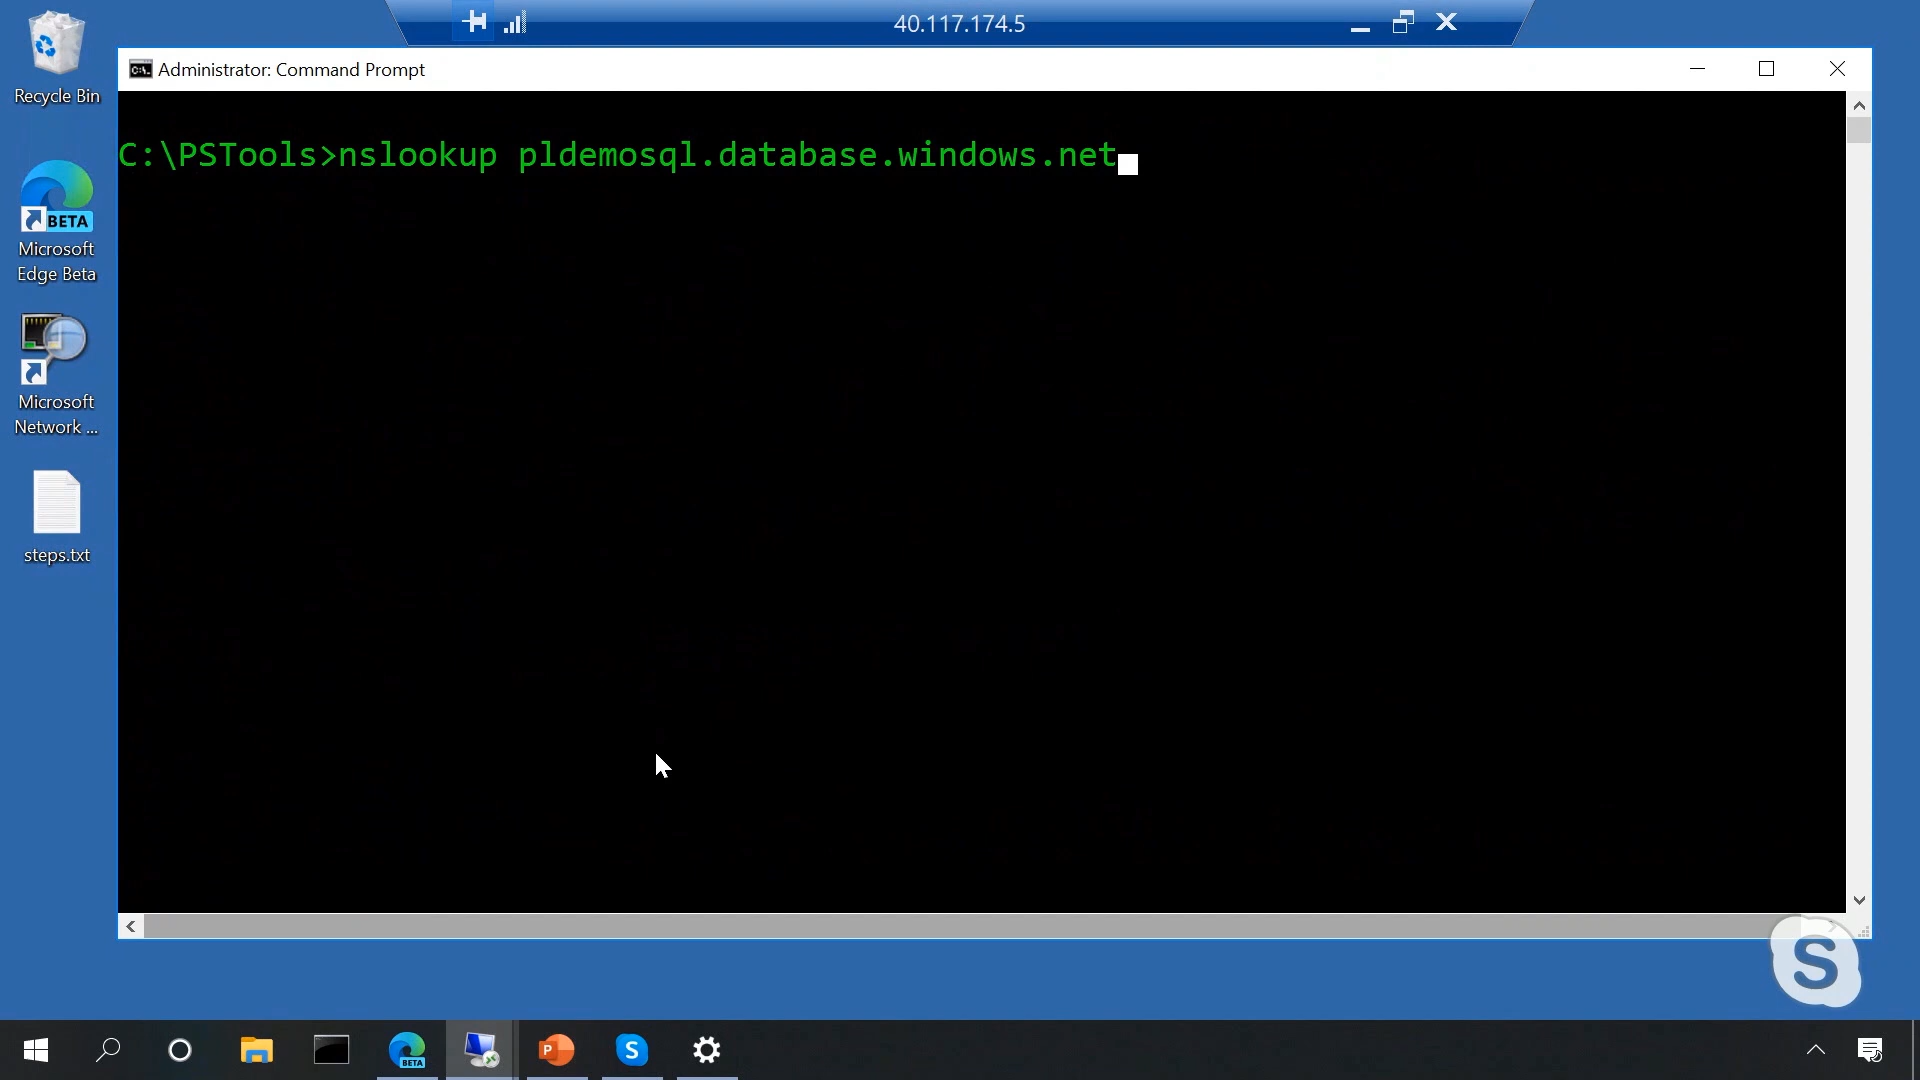 40.117.174.5
Recycle Bin
Administrator: Command Prompt
C:\PSTools>nslookup pldemosql.database.windows.net
BETA
Microsoft
Edge Beta
Microsoft
Network ...
steps.txt
S
BETA
P
S